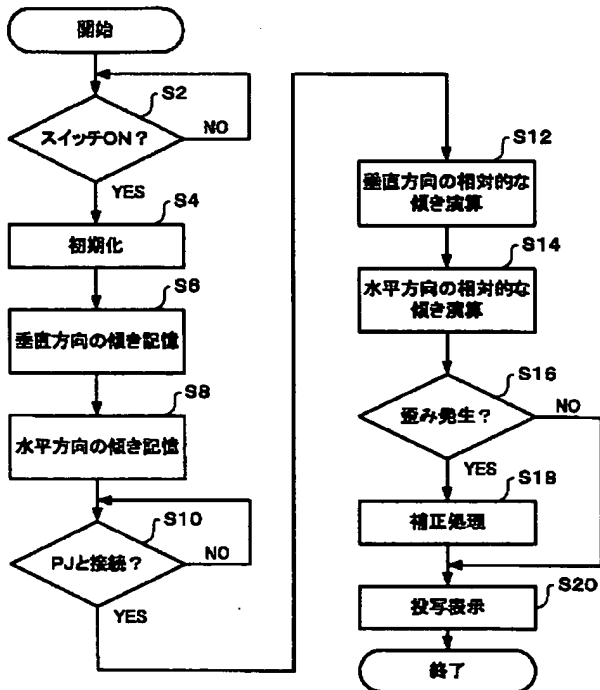 開始
S2
スイッチON？
NO
YES
S4
初期化
S6
垂直方向の傾き記憶
S8
水平方向の傾き記憶
S10
PJと接続？
NO
YES
S12
垂直方向の相対的な
傾き演算
S14
水平方向の相対的な
傾き演算
S16
歪み発生？
NO
YES
S18
補正処理
S20
投写表示
終了